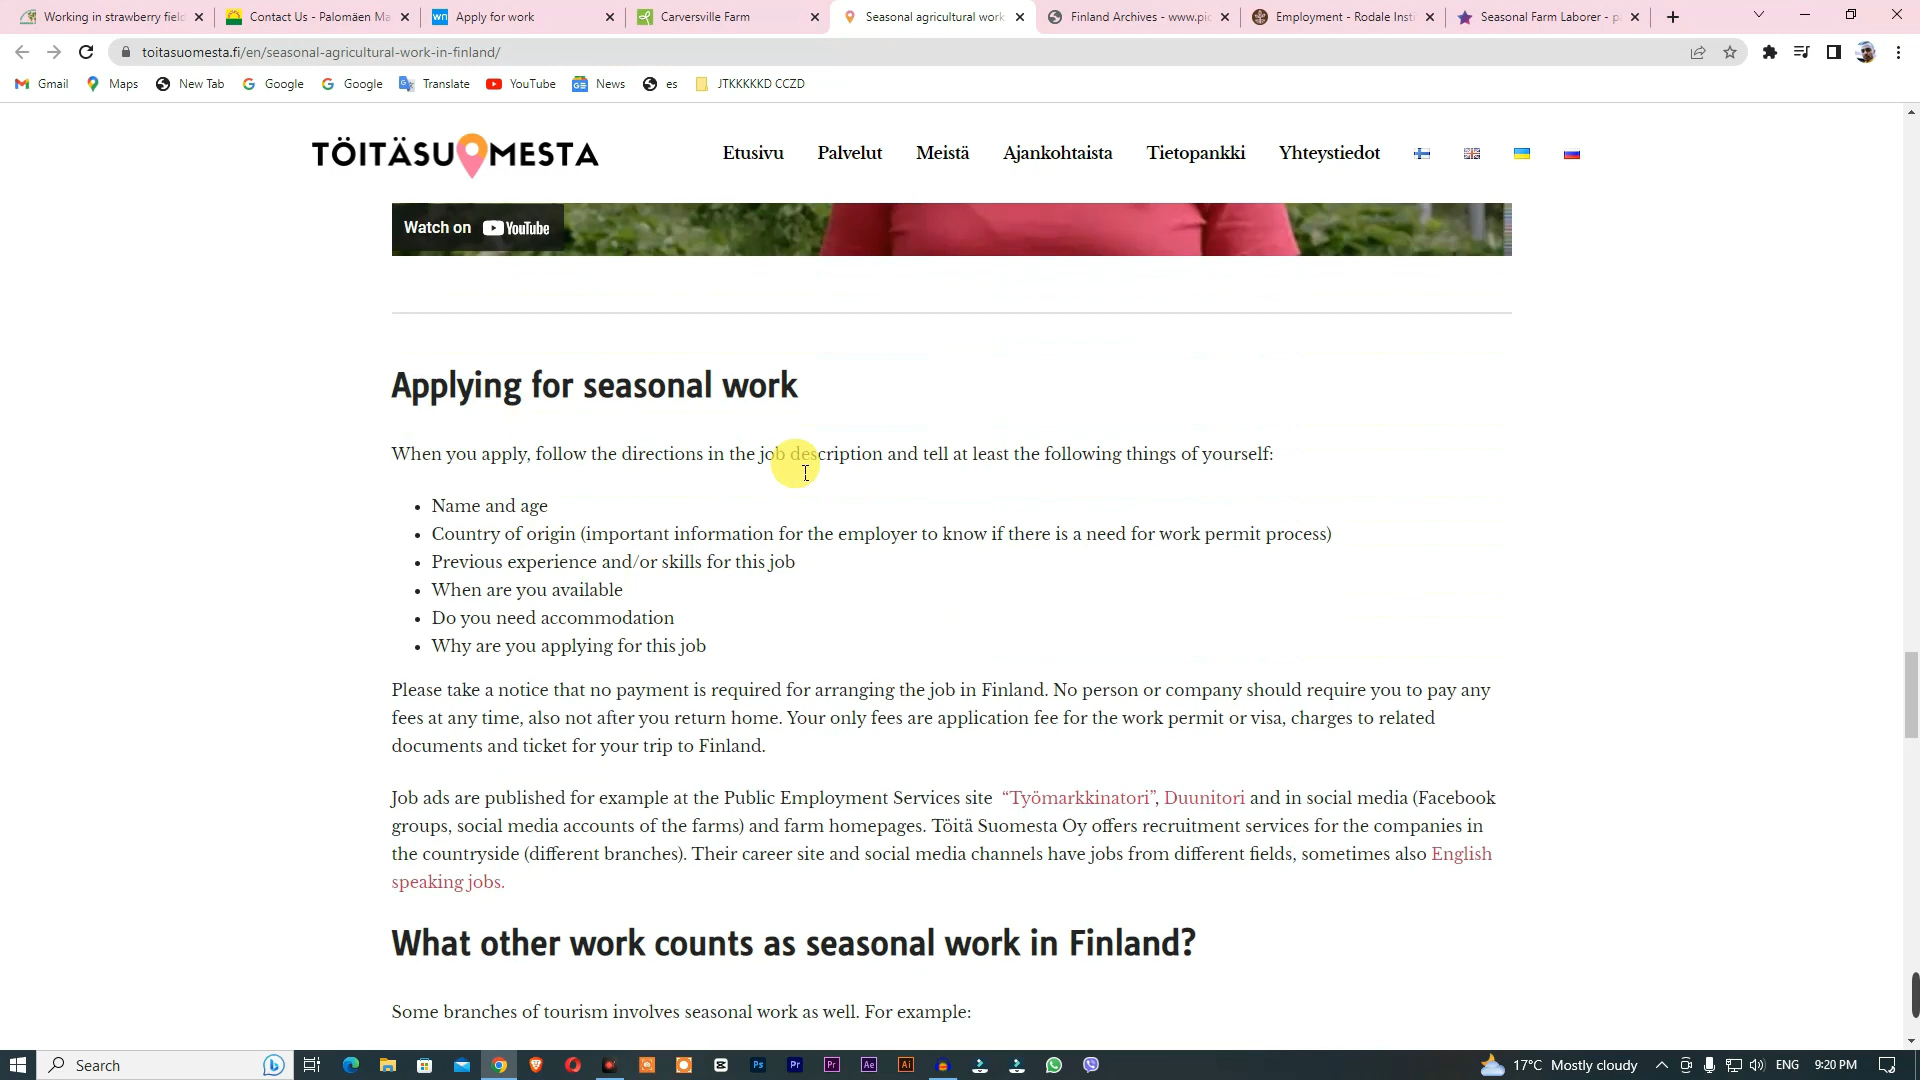 Working in strawberry field
Contact Us - Palomäen Ma
Apply for work
Carversville Farm
Seasonal agricultural work
Finland Archives - www.pic
Employment - Rodale Insti
Seasonal Farm Laborer - p
toitasuomesta.fi/en/seasonal-agricultural-work-in-finland/
Gmail Maps New Tab Google Google Translate YouTube News es JTKKKKKD CCZD
TÖITÄSUOMESTA
Etusivu Palvelut Meistä Ajankohtaista Tietopankki Yhteystiedot
Watch on YouTube
Applying for seasonal work
When you apply, follow the directions in the job description and tell at least the following things of yourself:
• Name and age
• Country of origin (important information for the employer to know if there is a need for work permit process)
• Previous experience and/or skills for this job
• When are you available
• Do you need accommodation
• Why are you applying for this job
Please take a notice that no payment is required for arranging the job in Finland. No person or company should require you to pay any
fees at any time, also not after you return home. Your only fees are application fee for the work permit or visa, charges to related
documents and ticket for your trip to Finland.
Job ads are published for example at the Public Employment Services site “Työmarkkinatori”, Duunitori and in social media (Facebook
groups, social media accounts of the farms) and farm homepages. Töitä Suomesta Oy offers recruitment services for the companies in
the countryside (different branches). Their career site and social media channels have jobs from different fields, sometimes also English
speaking jobs.
What other work counts as seasonal work in Finland?
Some branches of tourism involves seasonal work as well. For example:
Search
17°C Mostly cloudy
ENG 9:20 PM